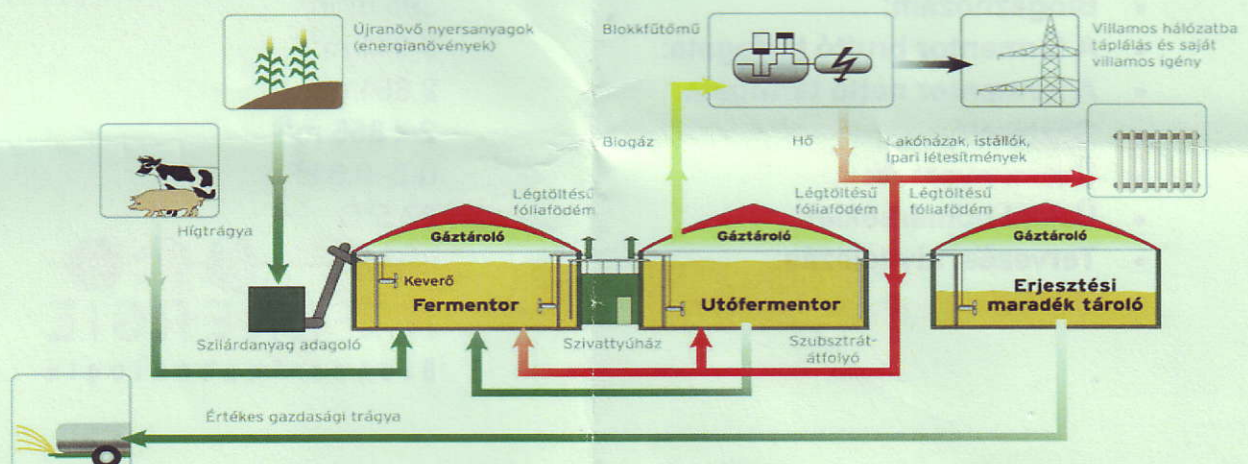 Újranövő nyersanyagok
(energianövények)
Blokkfűtőmű
Villamos hálózatba
táplálás és saját
villamos igény
Biogáz
Hő
Lakóházak, istállók,
Ipari létesítmények
Hígtrágya
Légtöltésű
fóliafödém
Légtöltésű
fóliafödém
Légtöltésű
fóliafödém
Gáztároló
Gáztároló
Gáztároló
Keverő
Fermentor
Utófermentor
Erjesztési
maradék tároló
Szilárdanyag adagoló
Szivattyúház
Szubsztrát-
átfolyó
Értékes gazdasági trágya